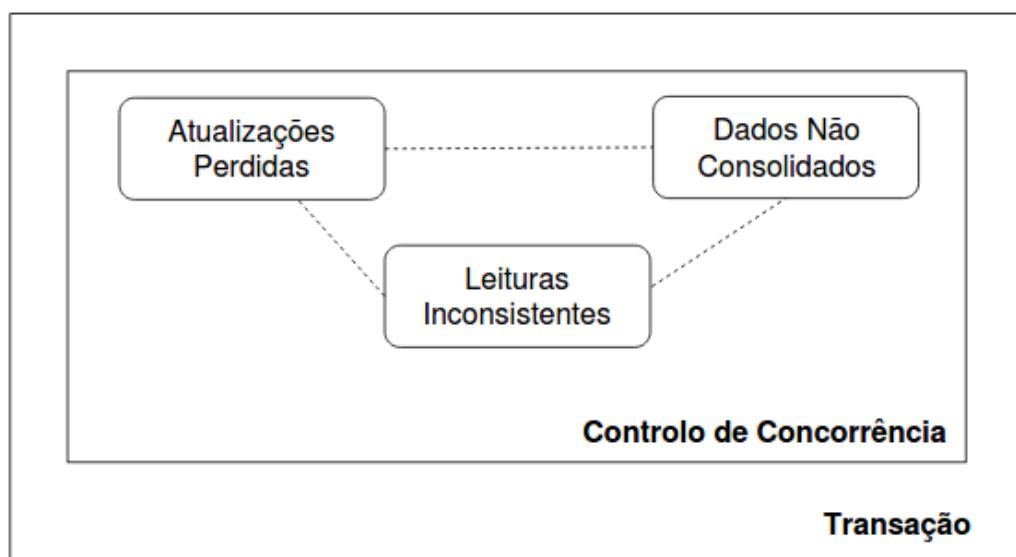 Atualizações
Perdidas
Dados Não
Consolidados
Leituras
Inconsistentes
Controlo de Concorrência
Transação